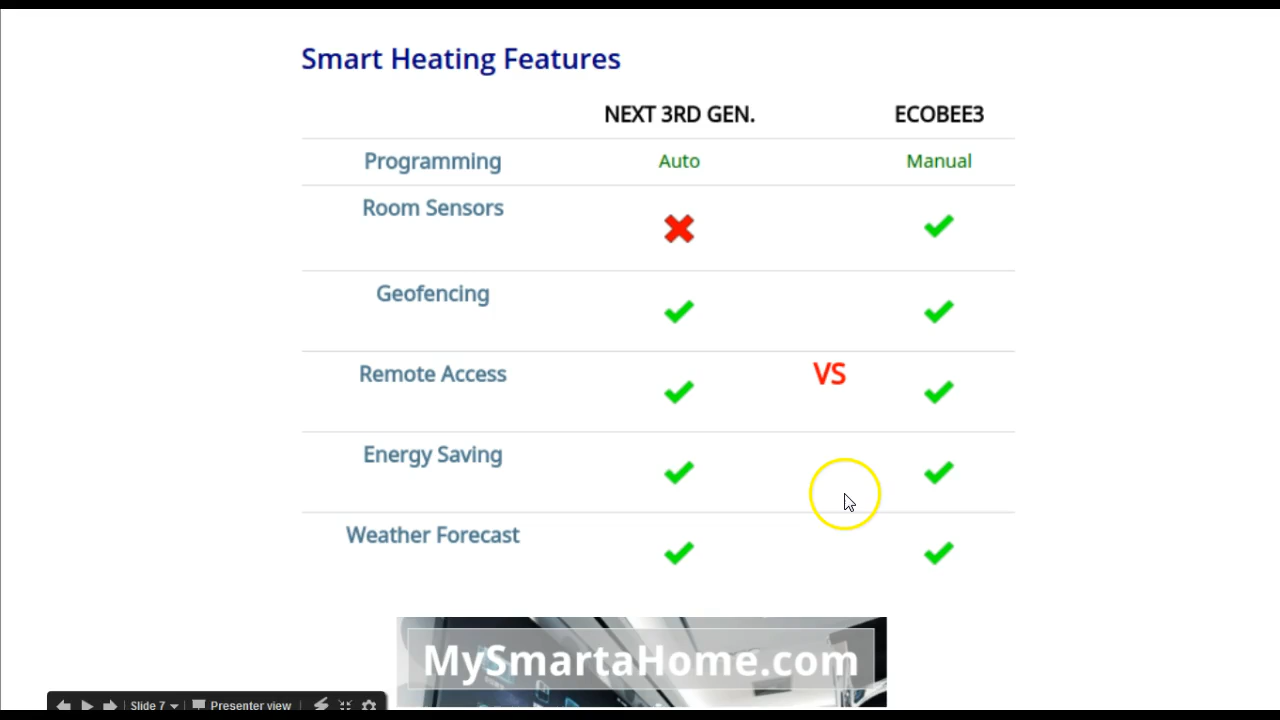 Smart Heating Features
NEXT 3RD GEN. ECOBEE3
Programming Auto Manual
Room Sensors
Geofencing
Remote Access VS
Energy Saving
Weather Forecast
MySmartaHome.com
Slide 7 Presenter view